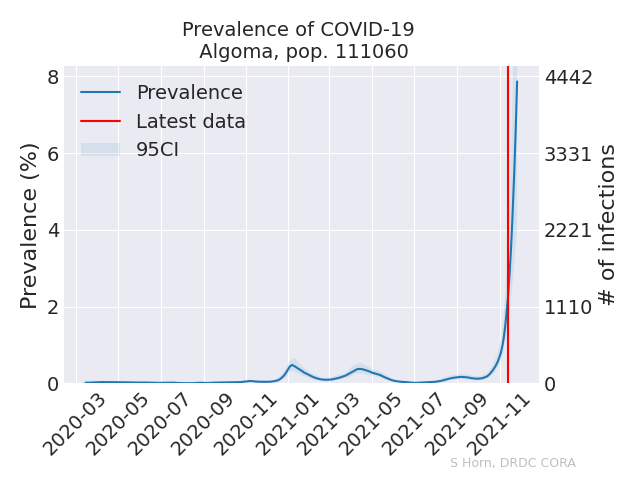 Prevalence of COVID-19
Algoma, pop. 111060
Prevalence
Latest data
95CI
Prevalence (%)
8
6
4
2
0
4442
3331
2221
1110
0
# of infections
2020-03
2020-05
2020-07
2020-09
2020-11
2021-01
2021-03
2021-05
2021-07
2021-09
2021-11
S Horn, DRDC CORA